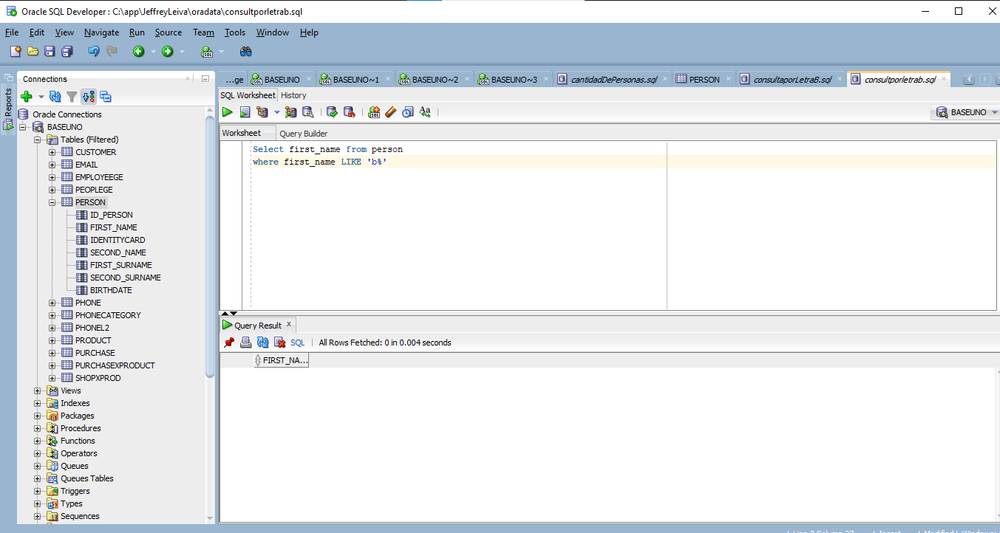 Oracle SQL Developer : C:\app\JeffreyLeiva\oradata\consultporletrab.sql
File Edit View Navigate Run Source Team Tools Window Help
Reports
Connections
Oracle Connections
BASEUNO
Tables (Filtered)
CUSTOMER
EMAIL
EMPLOYEEGE
PEOPLEGE
PERSON
ID_PERSON
FIRST_NAME
IDENTITYCARD
SECOND_NAME
FIRST_SURNAME
SECOND_SURNAME
BIRTHDATE
PHONE
PHONECATEGORY
PHONEL2
PRODUCT
PURCHASE
PURCHASEXPRODUCT
SHOPXPROD
Views
Indexes
Packages
Procedures
Functions
Operators
Queues
Queues Tables
Triggers
Types
Sequences
...ge BASEUNO BASEUNO~1 BASEUNO~2 BASEUNO~3 cantidadDePersonas.sql PERSON consultaporLetraB.sql consultporletrab.sql
SQL Worksheet History
BASEUNO
Worksheet Query Builder
Select first_name from person
where first_name LIKE 'b%'
Query Result
SQL | All Rows Fetched: 0 in 0.004 seconds
FIRST_NA...